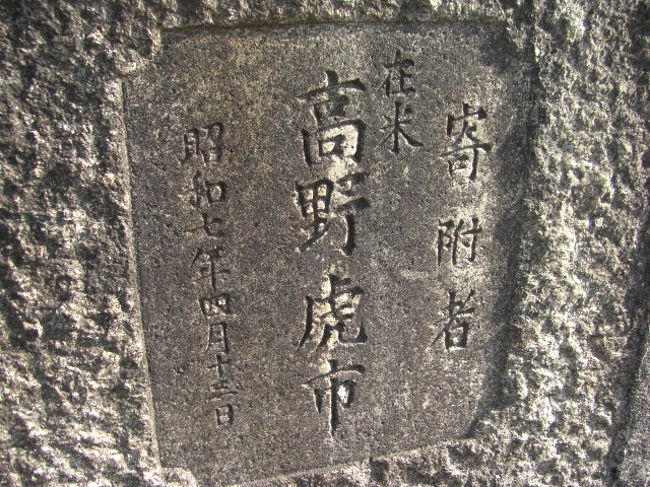 寄附者
在米
高野虎市
昭和七年四月十三日